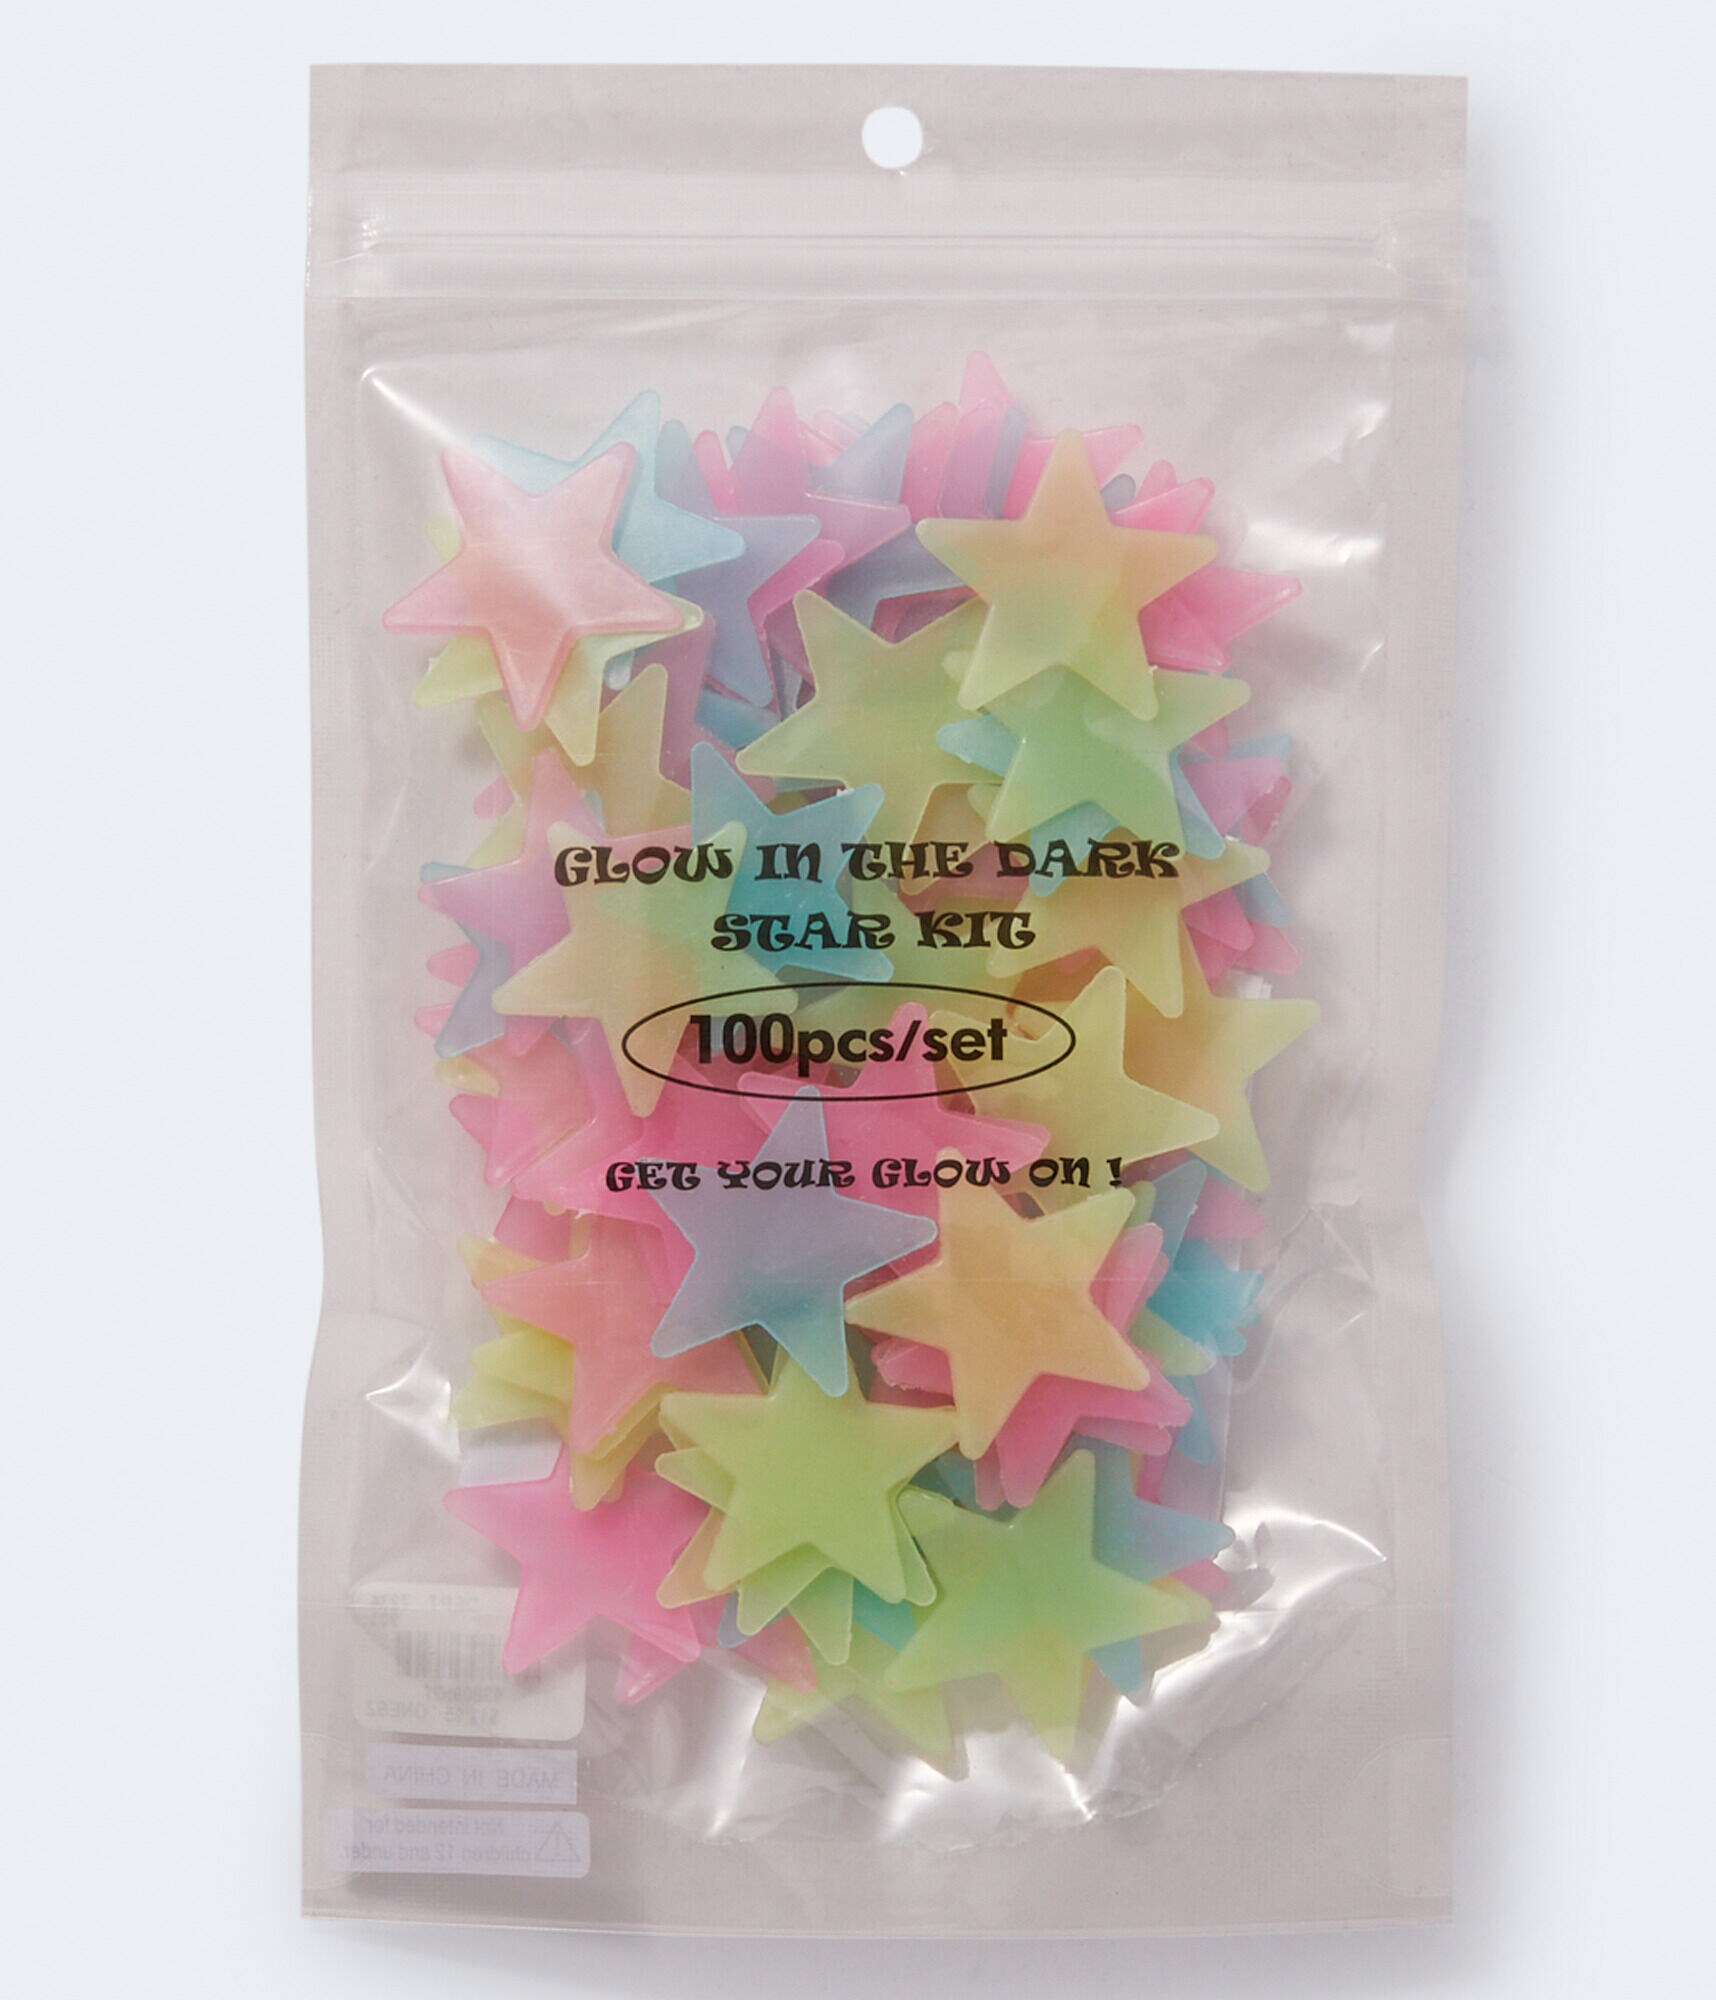 GLOW IN THE DARK
STAR KIT
100pcs/set
GET YOUR GLOW ON !
ONESZ
MADE IN CHINA
Not intended for
children 12 and under.